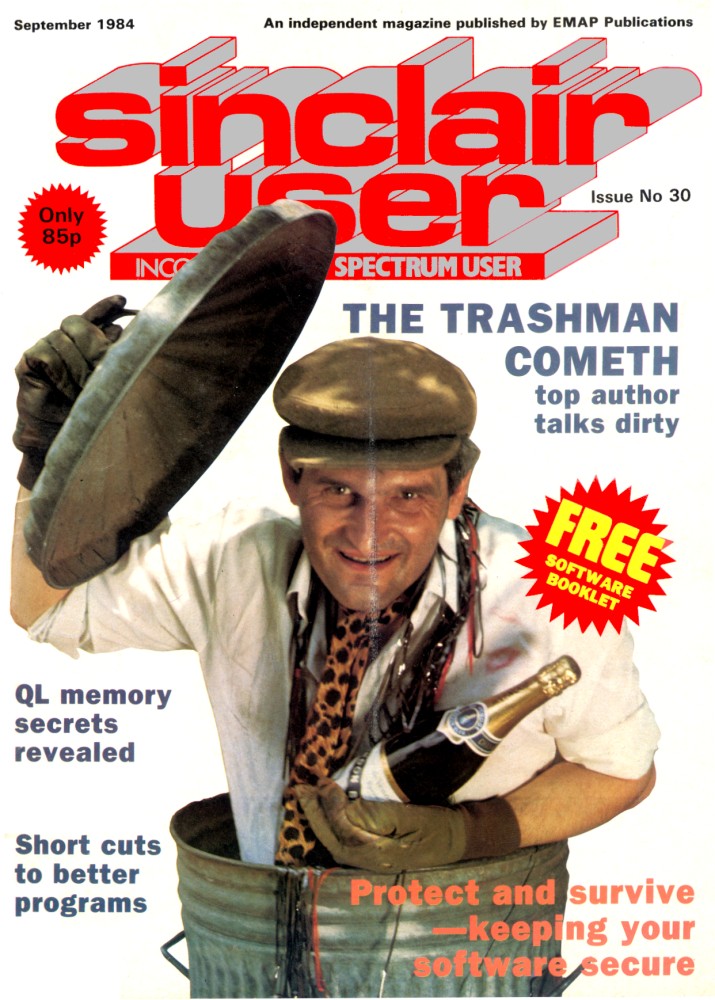 September 1984
An independent magazine published by EMAP Publications
sinclair
user
Issue No 30
Only
85p
INCO SPECTRUM USER
THE TRASHMAN
COMETH
top author
talks dirty
FREE
SOFTWARE
BOOKLET
QL memory
secrets
revealed
Short cuts
to better
programs
Protect and survive
—keeping your
software secure